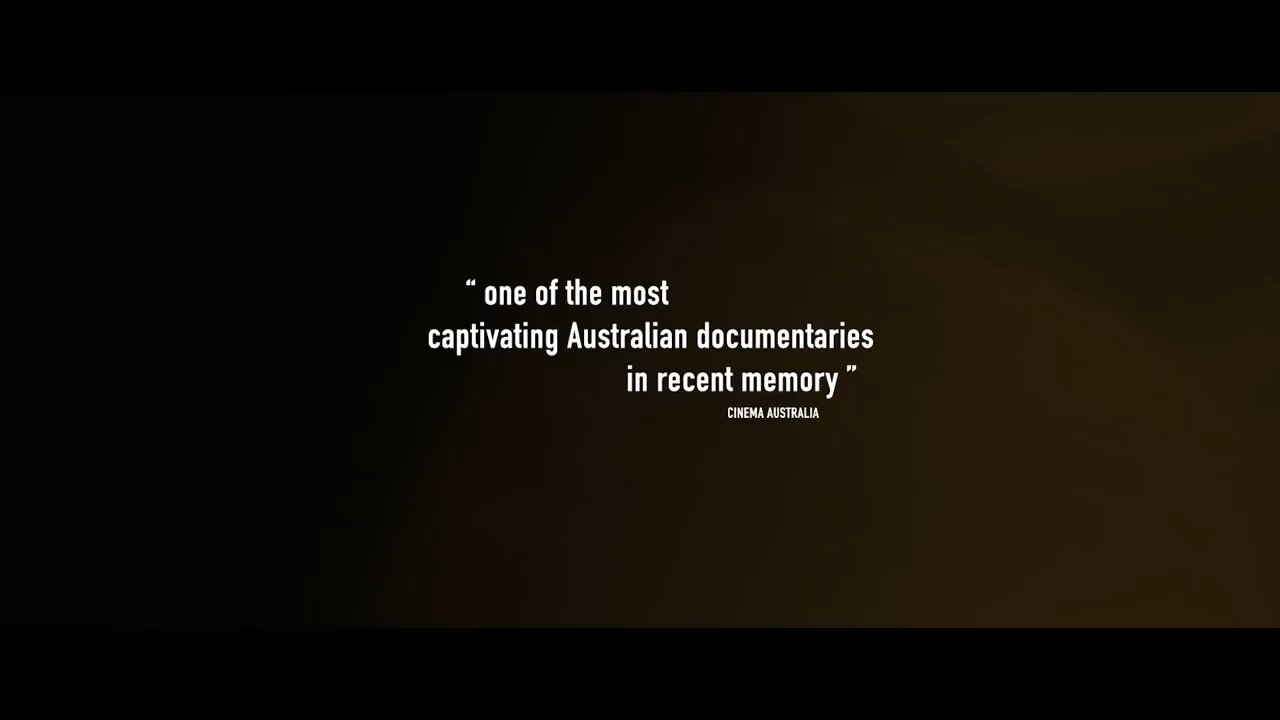 “ one of the most
captivating Australian documentaries
in recent memory ”
CINEMA AUSTRALIA